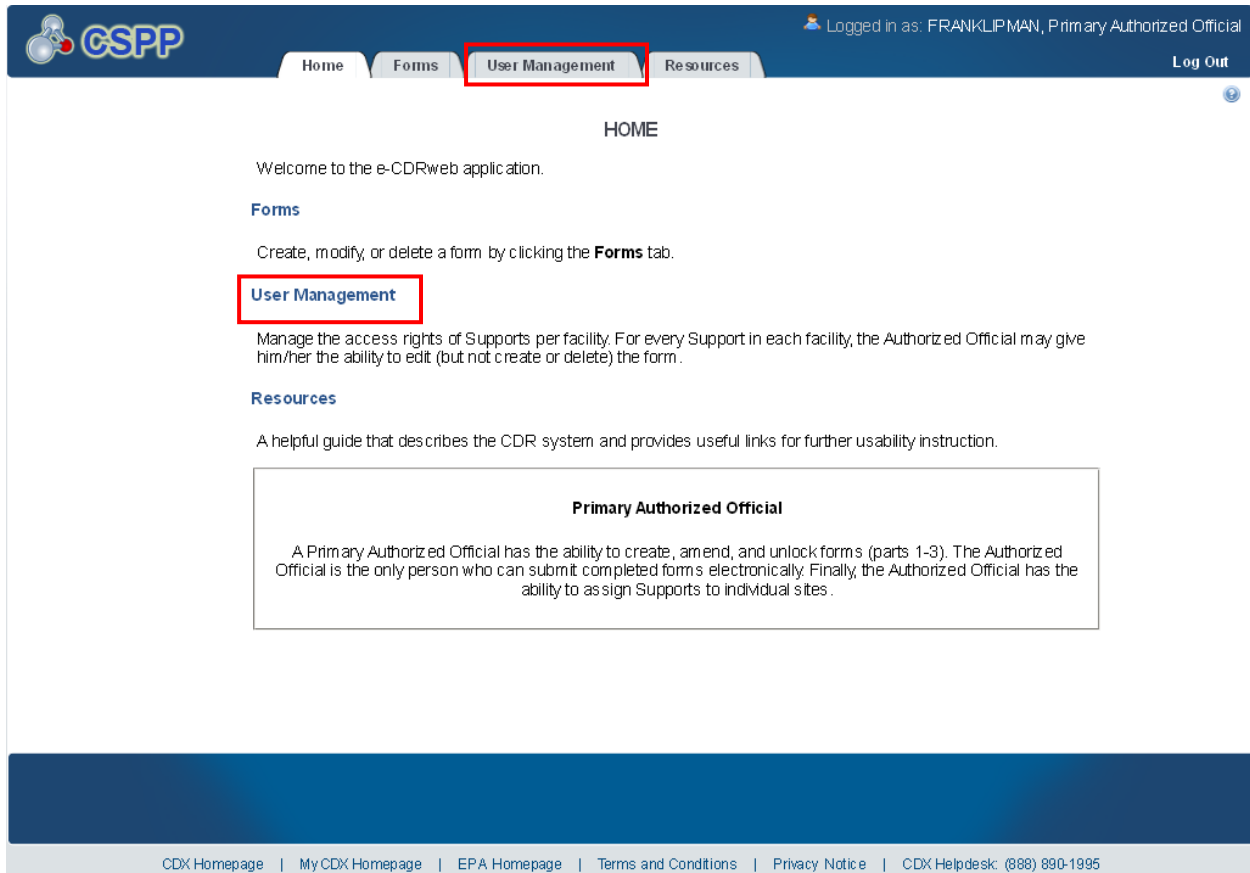 CSPP
Logged in as: FRANKLIPMAN, Primary Authorized Official
Home Forms User Management Resources
Log Out
HOME
Welcome to the e-CDRweb application.
Forms
Create, modify, or delete a form by clicking the Forms tab.
User Management
Manage the access rights of Supports per facility. For every Support in each facility, the Authorized Official may give
him/her the ability to edit (but not create or delete) the form.
Resources
A helpful guide that describes the CDR system and provides useful links for further usability instruction.
Primary Authorized Official
A Primary Authorized Official has the ability to create, amend, and unlock forms (parts 1-3). The Authorized
Official is the only person who can submit completed forms electronically. Finally, the Authorized Official has the
ability to assign Supports to individual sites.
CDX Homepage | My CDX Homepage | EPA Homepage | Terms and Conditions | Privacy Notice | CDX Helpdesk: (888) 890-1995